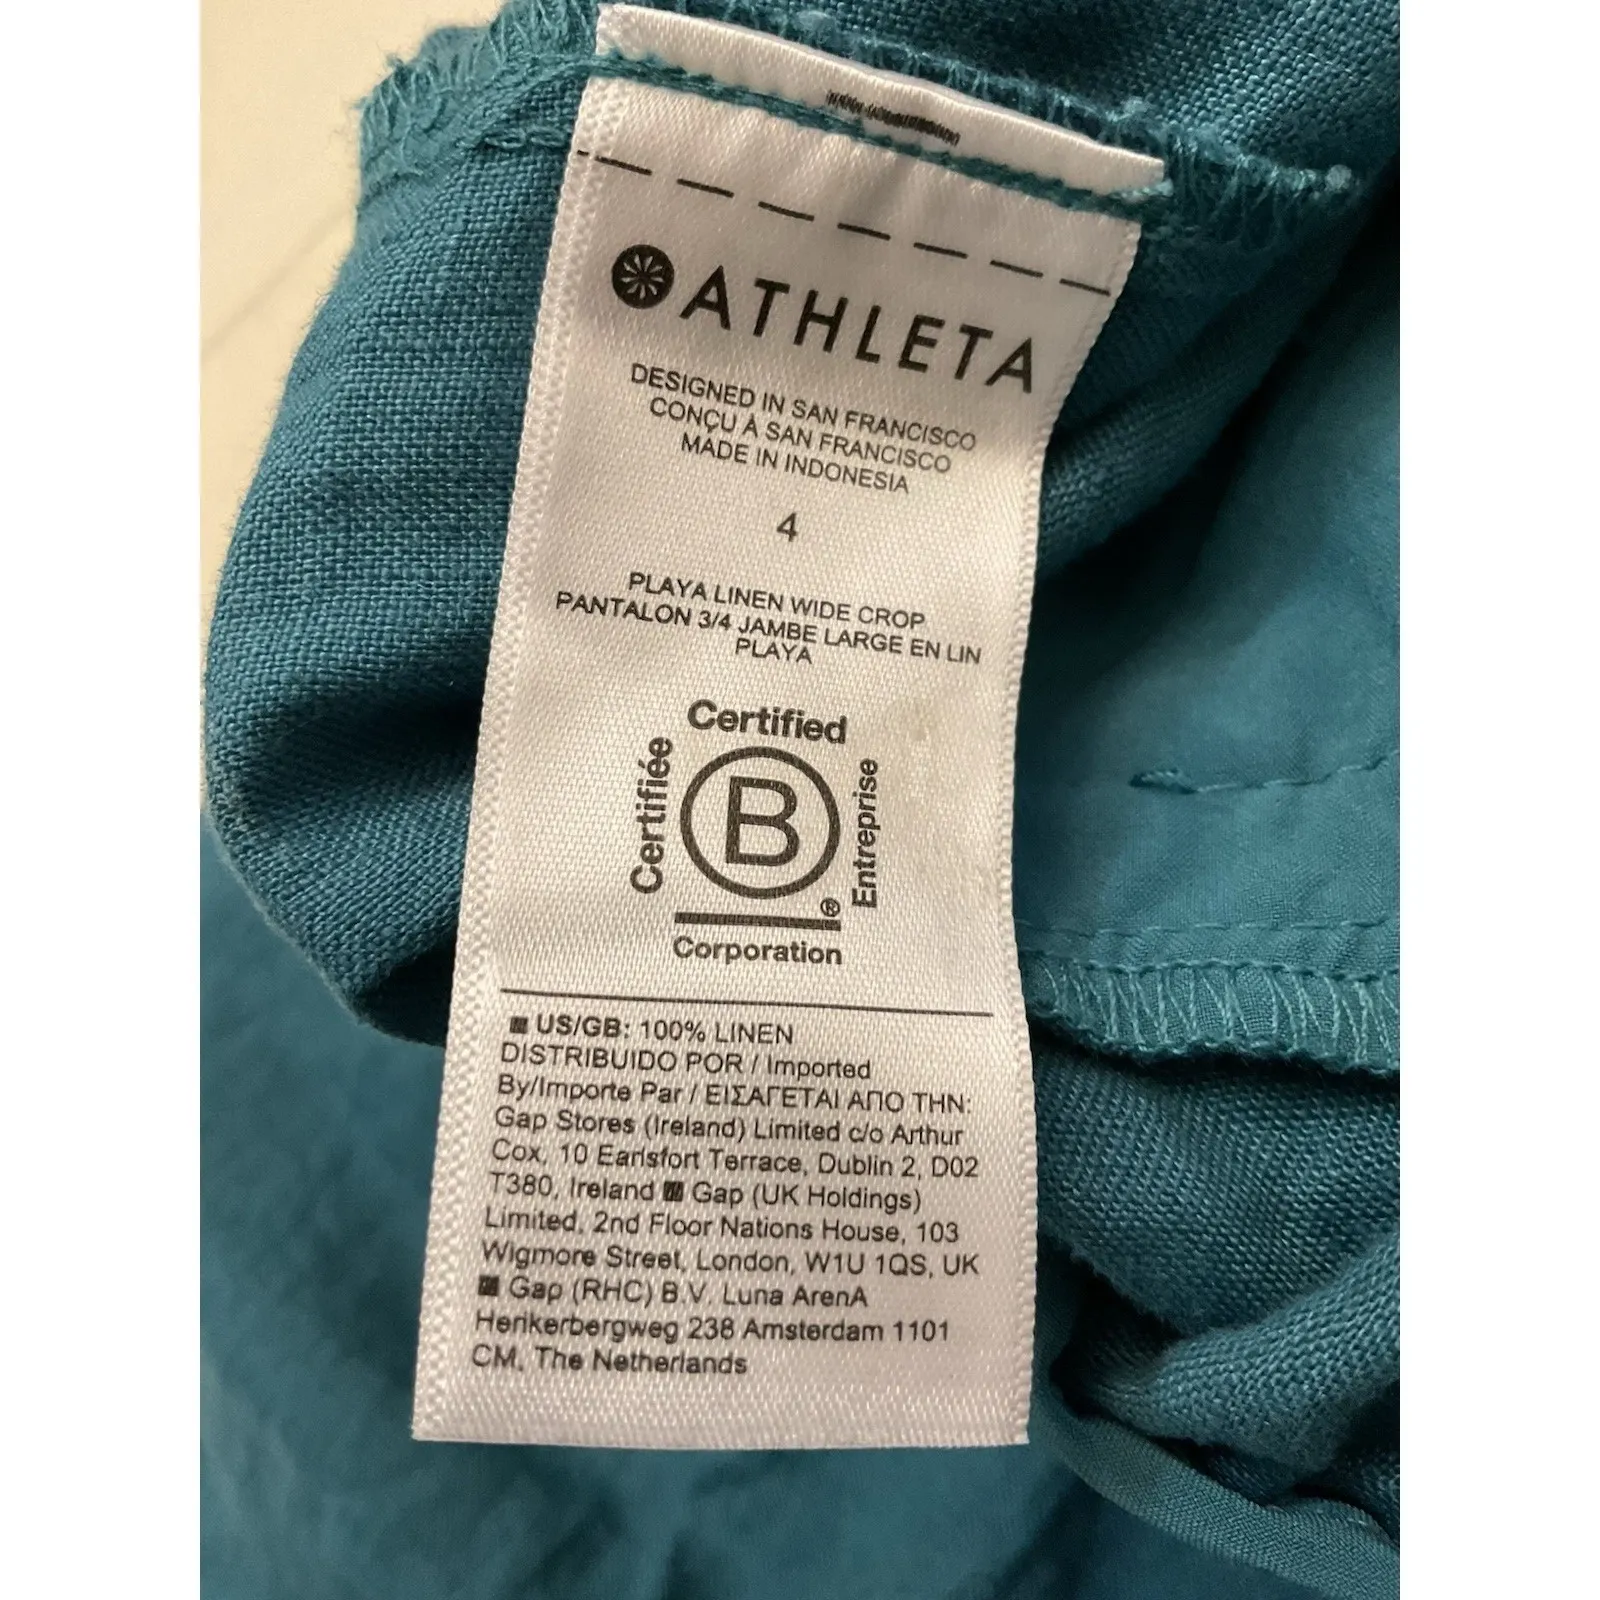 ATHLETA
DESIGNED IN SAN FRANCISCO
CONÇU À SAN FRANCISCO
MADE IN INDONESIA
4
PLAYA LINEN WIDE CROP
PANTALON 3/4 JAMBE LARGE EN LIN
PLAYA
Certified
Certifiée
B
Entreprise
®
Corporation
US/GB: 100% LINEN
DISTRIBUIDO POR / Imported
By/Importe Par / ΕΙΣΑΓΕΤΑΙ ΑΠΟ ΤΗΝ:
Gap Stores (Ireland) Limited c/o Arthur
Cox, 10 Earlsfort Terrace, Dublin 2, D02
T380, Ireland Gap (UK Holdings)
Limited, 2nd Floor Nations House, 103
Wigmore Street, London, W1U 1QS, UK
Gap (RHC) B.V. Luna ArenA
Herikerbergweg 238 Amsterdam 1101
CM, The Netherlands